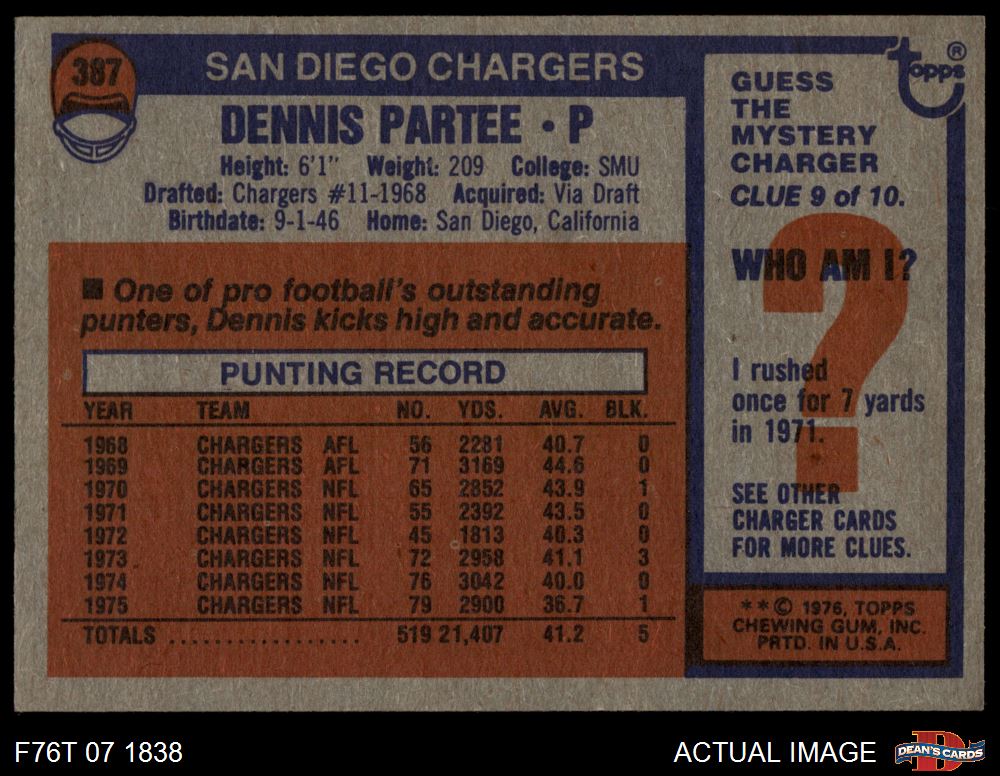 387
SAN DIEGO CHARGERS
DENNIS PARTEE • P
Height: 6'1" Weight: 209 College: SMU
Drafted: Chargers #11-1968 Acquired: Via Draft
Birthdate: 9-1-46 Home: San Diego, California
■ One of pro football's outstanding
punters, Dennis kicks high and accurate.
PUNTING RECORD
YEAR TEAM NO. YDS. AVG. BLK.
1968 CHARGERS AFL 56 2281 40.7 0
1969 CHARGERS AFL 71 3169 44.6 0
1970 CHARGERS NFL 65 2852 43.9 1
1971 CHARGERS NFL 55 2392 43.5 0
1972 CHARGERS NFL 45 1813 40.3 0
1973 CHARGERS NFL 72 2958 41.1 3
1974 CHARGERS NFL 76 3042 40.0 0
1975 CHARGERS NFL 79 2900 36.7 1
TOTALS .................. 519 21,407 41.2 5
topps ®
GUESS
THE
MYSTERY
CHARGER
CLUE 9 of 10.
WHO AM I?
?
I rushed
once for 7 yards
in 1971.
SEE OTHER
CHARGER CARDS
FOR MORE CLUES.
**© 1976, TOPPS
CHEWING GUM, INC.
PRTD. IN U.S.A.
F76T 07 1838
ACTUAL IMAGE
DEAN'S CARDS